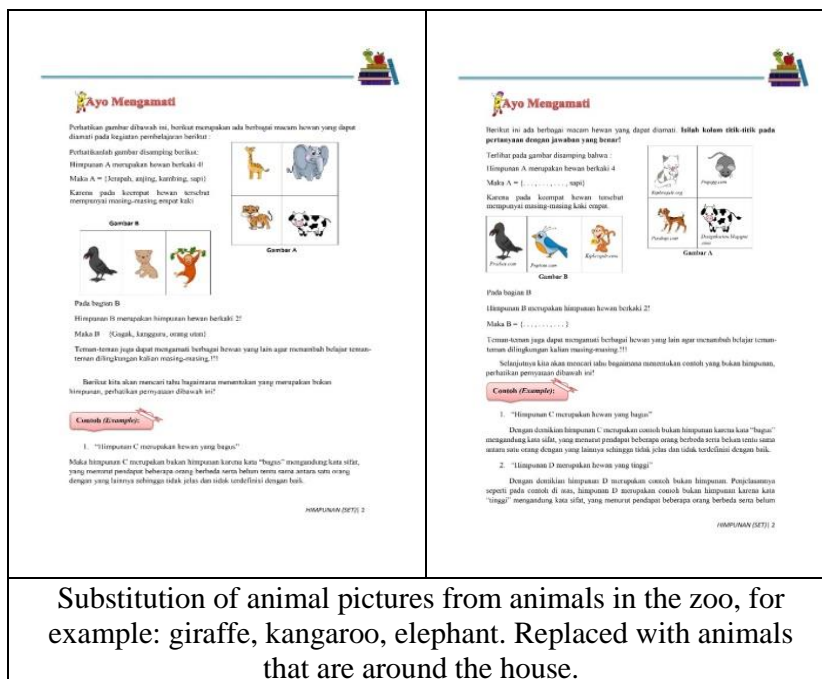 Ayo Mengamati
Perhatikan gambar dibawah ini, berikut merupakan ada berbagai macam hewan yang dapat
diamati pada kegiatan pembelajaran berikut :
Perhatikanlah gambar disamping berikut:
Himpunan A merupakan hewan berkaki 4!
Maka A = {Jerapah, anjing, kambing, sapi}
Karena pada keempat hewan tersebut
mempunyai masing-masing empat kaki
Gambar A
Gambar B
Pada bagian B
Himpunan B merupakan himpunan hewan berkaki 2!
Maka B {Gagak, kangguru, orang utan}
Teman-teman juga dapat mengamati berbagai hewan yang lain agar menambah belajar teman-
teman dilingkungan kalian masing-masing.!!!
Berikut kita akan mencari tahu bagaimana menentukan yang merupakan bukan
himpunan, perhatikan pernyataan dibawah ini?
Contoh (Example):
1. "Himpunan C merupakan hewan yang bagus"
Maka himpunan C merupakan bukan himpunan karena kata "bagus" mengandung kata sifat,
yang menurut pendapat beberapa orang berbeda serta belum tentu sama antara satu orang
dengan yang lainnya sehingga tidak jelas dan tidak terdefinisi dengan baik.
HIMPUNAN (SET)| 2
Ayo Mengamati
Berikut ini ada berbagai macam hewan yang dapat diamati. Isilah kolom titik-titik pada
pertanyaan dengan jawaban yang benar!
Terlihat pada gambar disamping bahwa :
Himpunan A merupakan hewan berkaki 4
Maka A = {. . . , . . . , . . . , sapi}
Karena pada keempat hewan tersebut
mempunyai masing-masing kaki empat.
Gambar A
Gambar B
Pada bagian B
Himpunan B merupakan himpunan hewan berkaki 2!
Maka B = {. . . , . . . , . . . }
Teman-teman juga dapat mengamati berbagai hewan yang lain agar menambah belajar teman-
teman dilingkungan kalian masing-masing.!!!
Selanjutnya kita akan mencari tahu bagaimana menentukan contoh yang bukan himpunan,
perhatikan pernyataan dibawah ini!
Contoh (Example):
1. "Himpunan C merupakan hewan yang bagus"
Dengan demikian himpunan C merupakan contoh bukan himpunan karena kata "bagus"
mengandung kata sifat, yang menurut pendapat beberapa orang berbeda serta belum tentu sama
antara satu orang dengan yang lainnya sehingga tidak jelas dan tidak terdefinisi dengan baik.
2. "Himpunan D merupakan hewan yang tinggi"
Dengan demikian himpunan D merupakan contoh bukan himpunan. Penjelasannya
seperti pada contoh di atas, himpunan D merupakan contoh bukan himpunan karena kata
"tinggi" mengandung kata sifat, yang menurut pendapat beberapa orang berbeda serta belum
HIMPUNAN (SET)| 2
Substitution of animal pictures from animals in the zoo, for
example: giraffe, kangaroo, elephant. Replaced with animals
that are around the house.